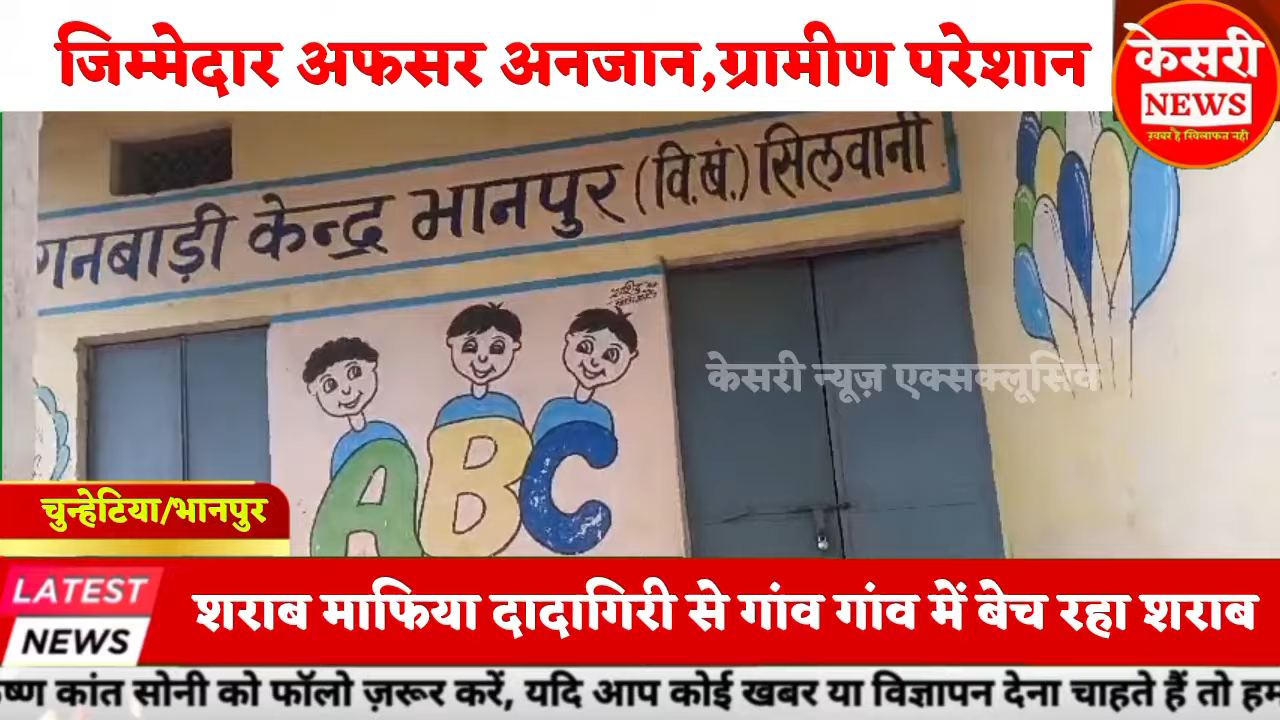 जिम्मेदार अफसर अनजान,ग्रामीण परेशान
केसरी
NEWS
ख़बर है खिलाफत नही
गनबाड़ी केन्द्र भानपुर (वि.खं.) सिलवानी
केसरी न्यूज़ एक्सक्लूसिव
ABC
चुन्हेटिया/भानपुर
LATEST
NEWS
शराब माफिया दादागिरी से गांव गांव में बेच रहा शराब
कांत सोनी को फॉलो ज़रूर करें, यदि आप कोई खबर या विज्ञापन देना चाहते हैं तो हम